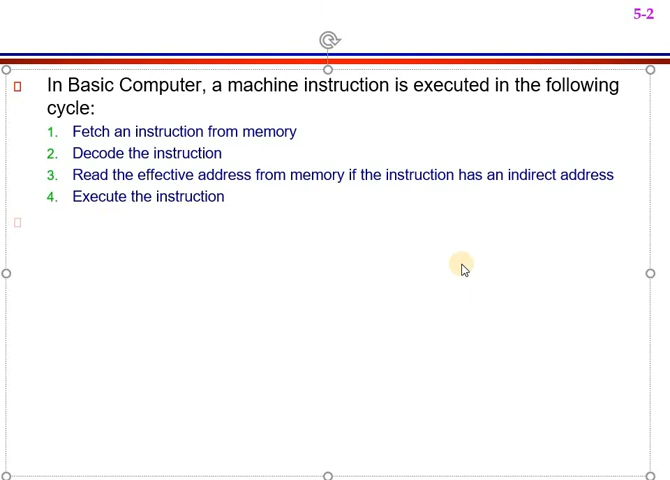 5-2
In Basic Computer, a machine instruction is executed in the following
cycle:
1. Fetch an instruction from memory
2. Decode the instruction
3. Read the effective address from memory if the instruction has an indirect address
4. Execute the instruction